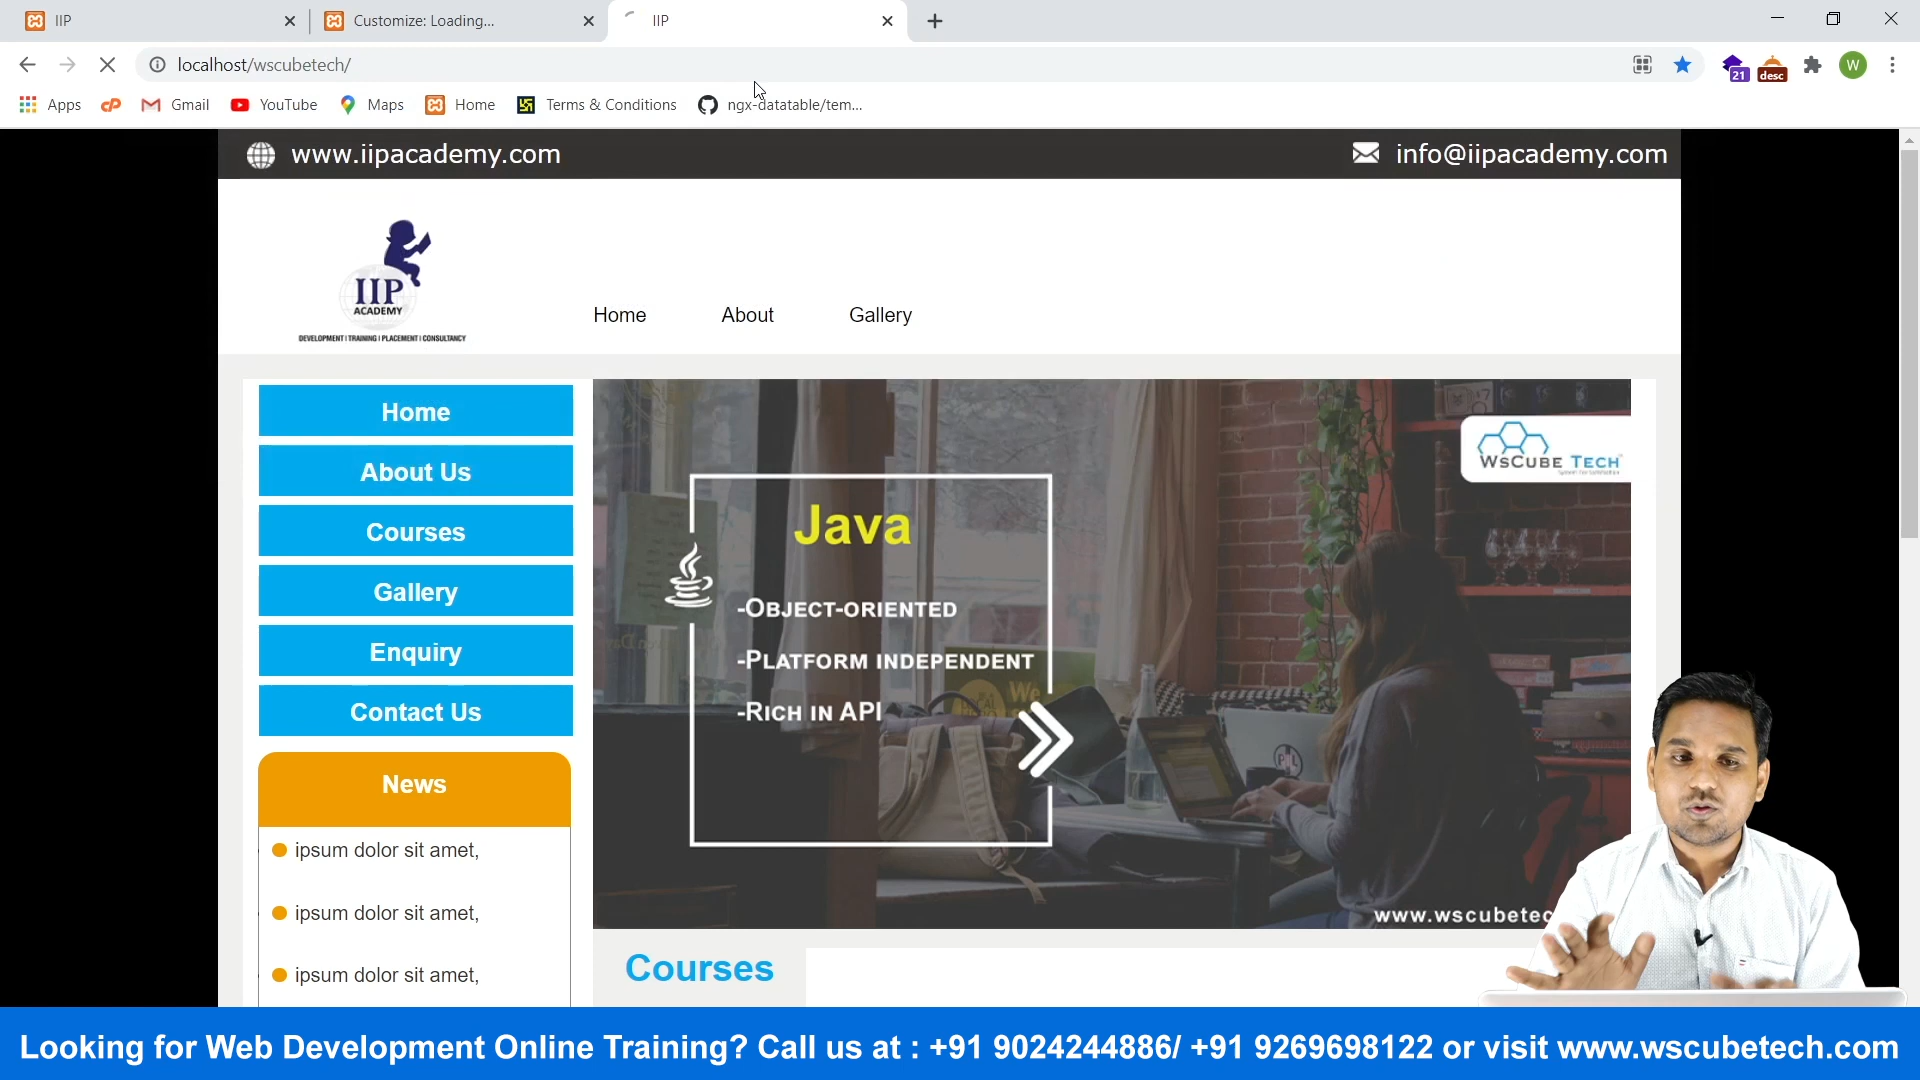 IIP
Customize: Loading...
IIP
localhost/wscubetech/
21
desc
W
Apps
Gmail
YouTube
Maps
Home
Terms & Conditions
ngx-datatable/tem...
www.iipacademy.com
info@iipacademy.com
IIP
ACADEMY
DEVELOPMENT | TRAINING | PLACEMENT | CONSULTANCY
Home
About
Gallery
Home
About Us
Courses
Gallery
Enquiry
Contact Us
News
ipsum dolor sit amet,
ipsum dolor sit amet,
ipsum dolor sit amet,
WsCube Tech
Java
-Object-oriented
-Platform independent
-Rich in API
www.wscubetec
Courses
Looking for Web Development Online Training? Call us at : +91 9024244886/ +91 9269698122 or visit www.wscubetech.com